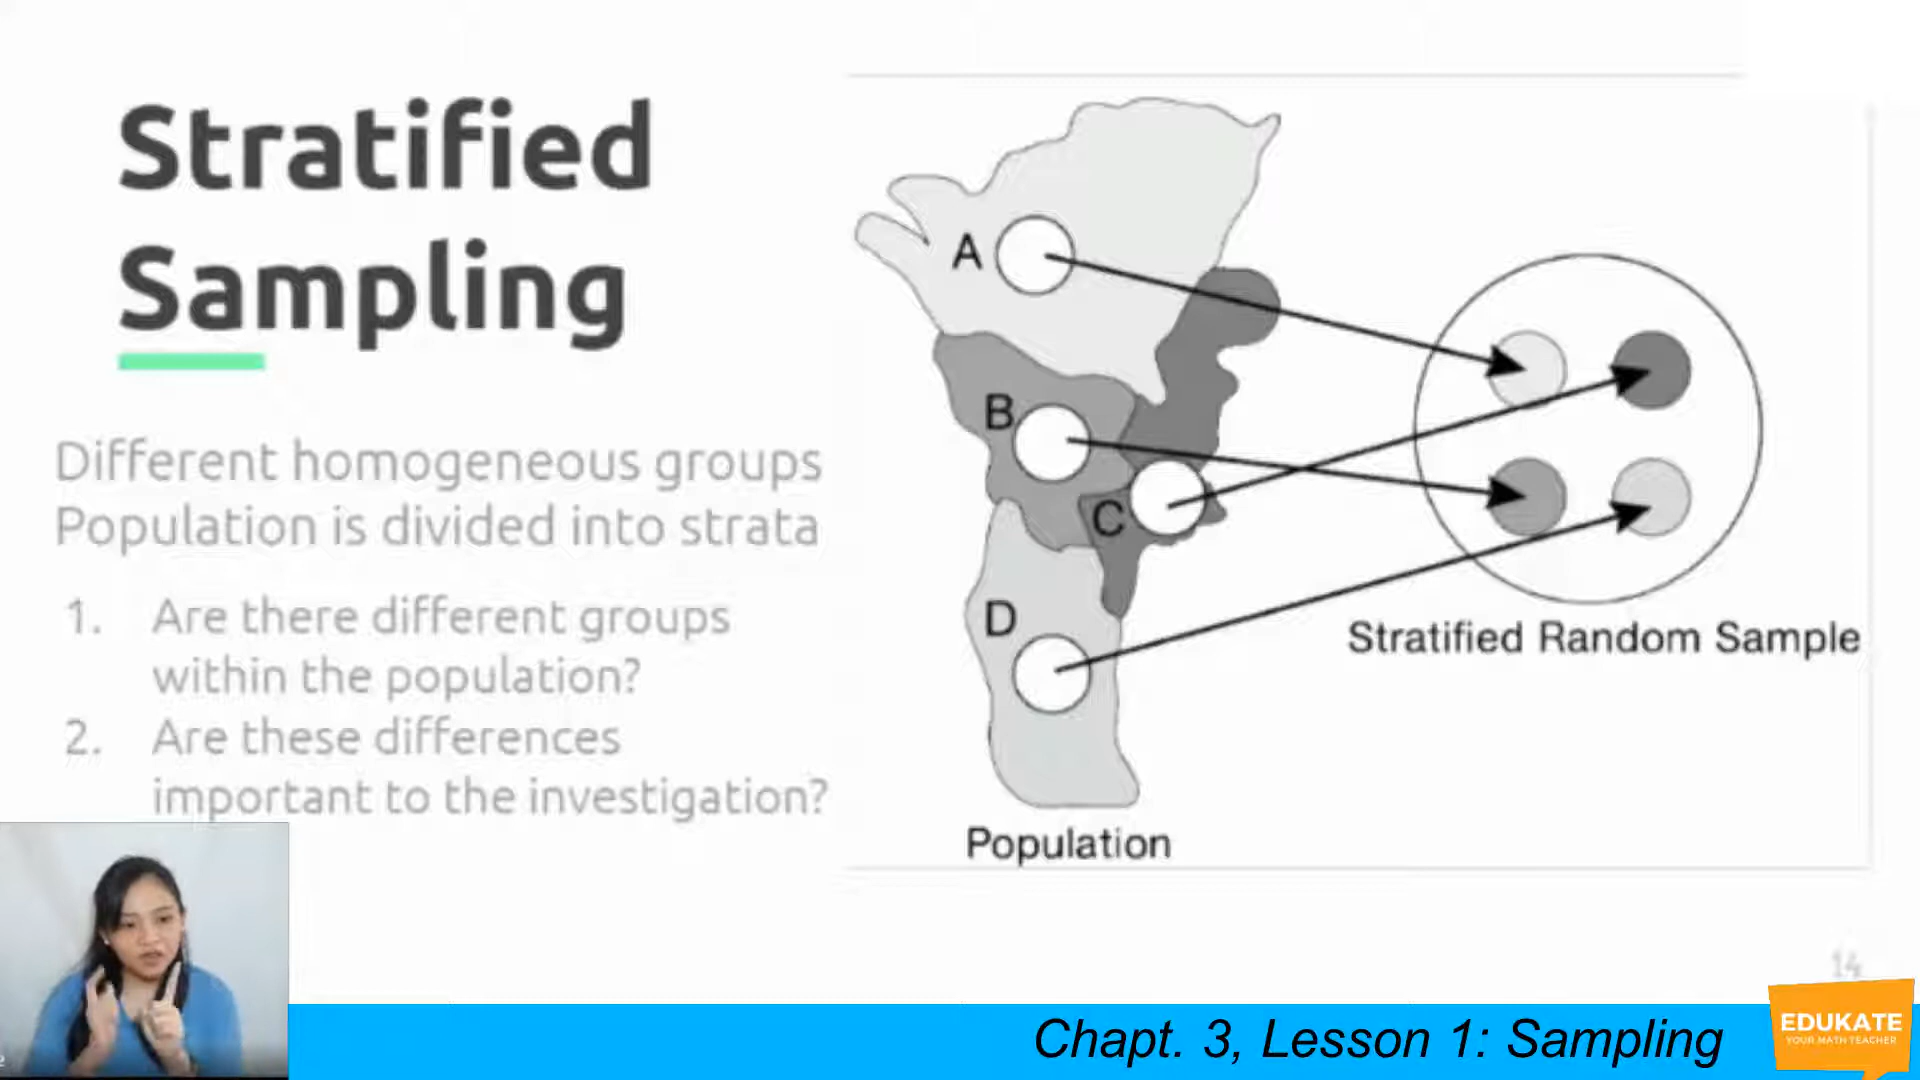 Stratified
Sampling
Different homogeneous groups
Population is divided into strata
1. Are there different groups
within the population?
2. Are these differences
important to the investigation?
A
B
C
D
Population
Stratified Random Sample
14
Chapt. 3, Lesson 1: Sampling
EDUKATE
YOUR MATH TEACHER